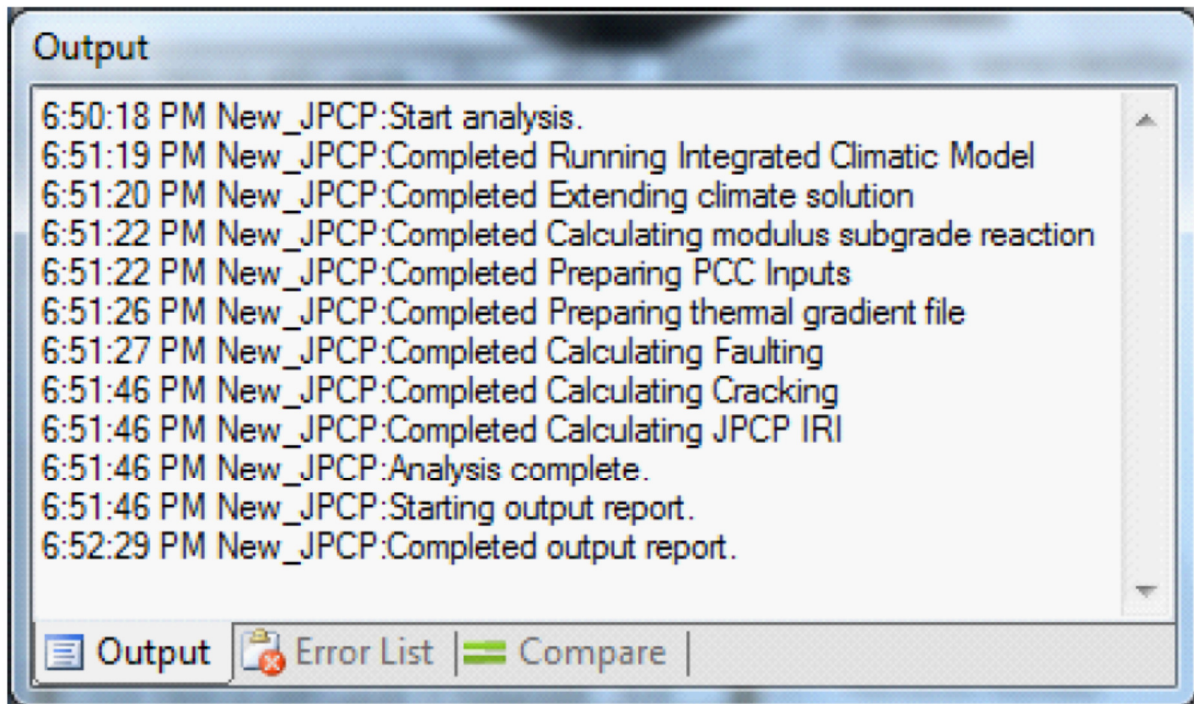 Output
6:50:18 PM New_JPCP:Start analysis.
6:51:19 PM New_JPCP:Completed Running Integrated Climatic Model
6:51:20 PM New_JPCP:Completed Extending climate solution
6:51:22 PM New_JPCP:Completed Calculating modulus subgrade reaction
6:51:22 PM New_JPCP:Completed Preparing PCC Inputs
6:51:26 PM New_JPCP:Completed Preparing thermal gradient file
6:51:27 PM New_JPCP:Completed Calculating Faulting
6:51:46 PM New_JPCP:Completed Calculating Cracking
6:51:46 PM New_JPCP:Completed Calculating JPCP IRI
6:51:46 PM New_JPCP:Analysis complete.
6:51:46 PM New_JPCP:Starting output report.
6:52:29 PM New_JPCP:Completed output report.
Output Error List Compare